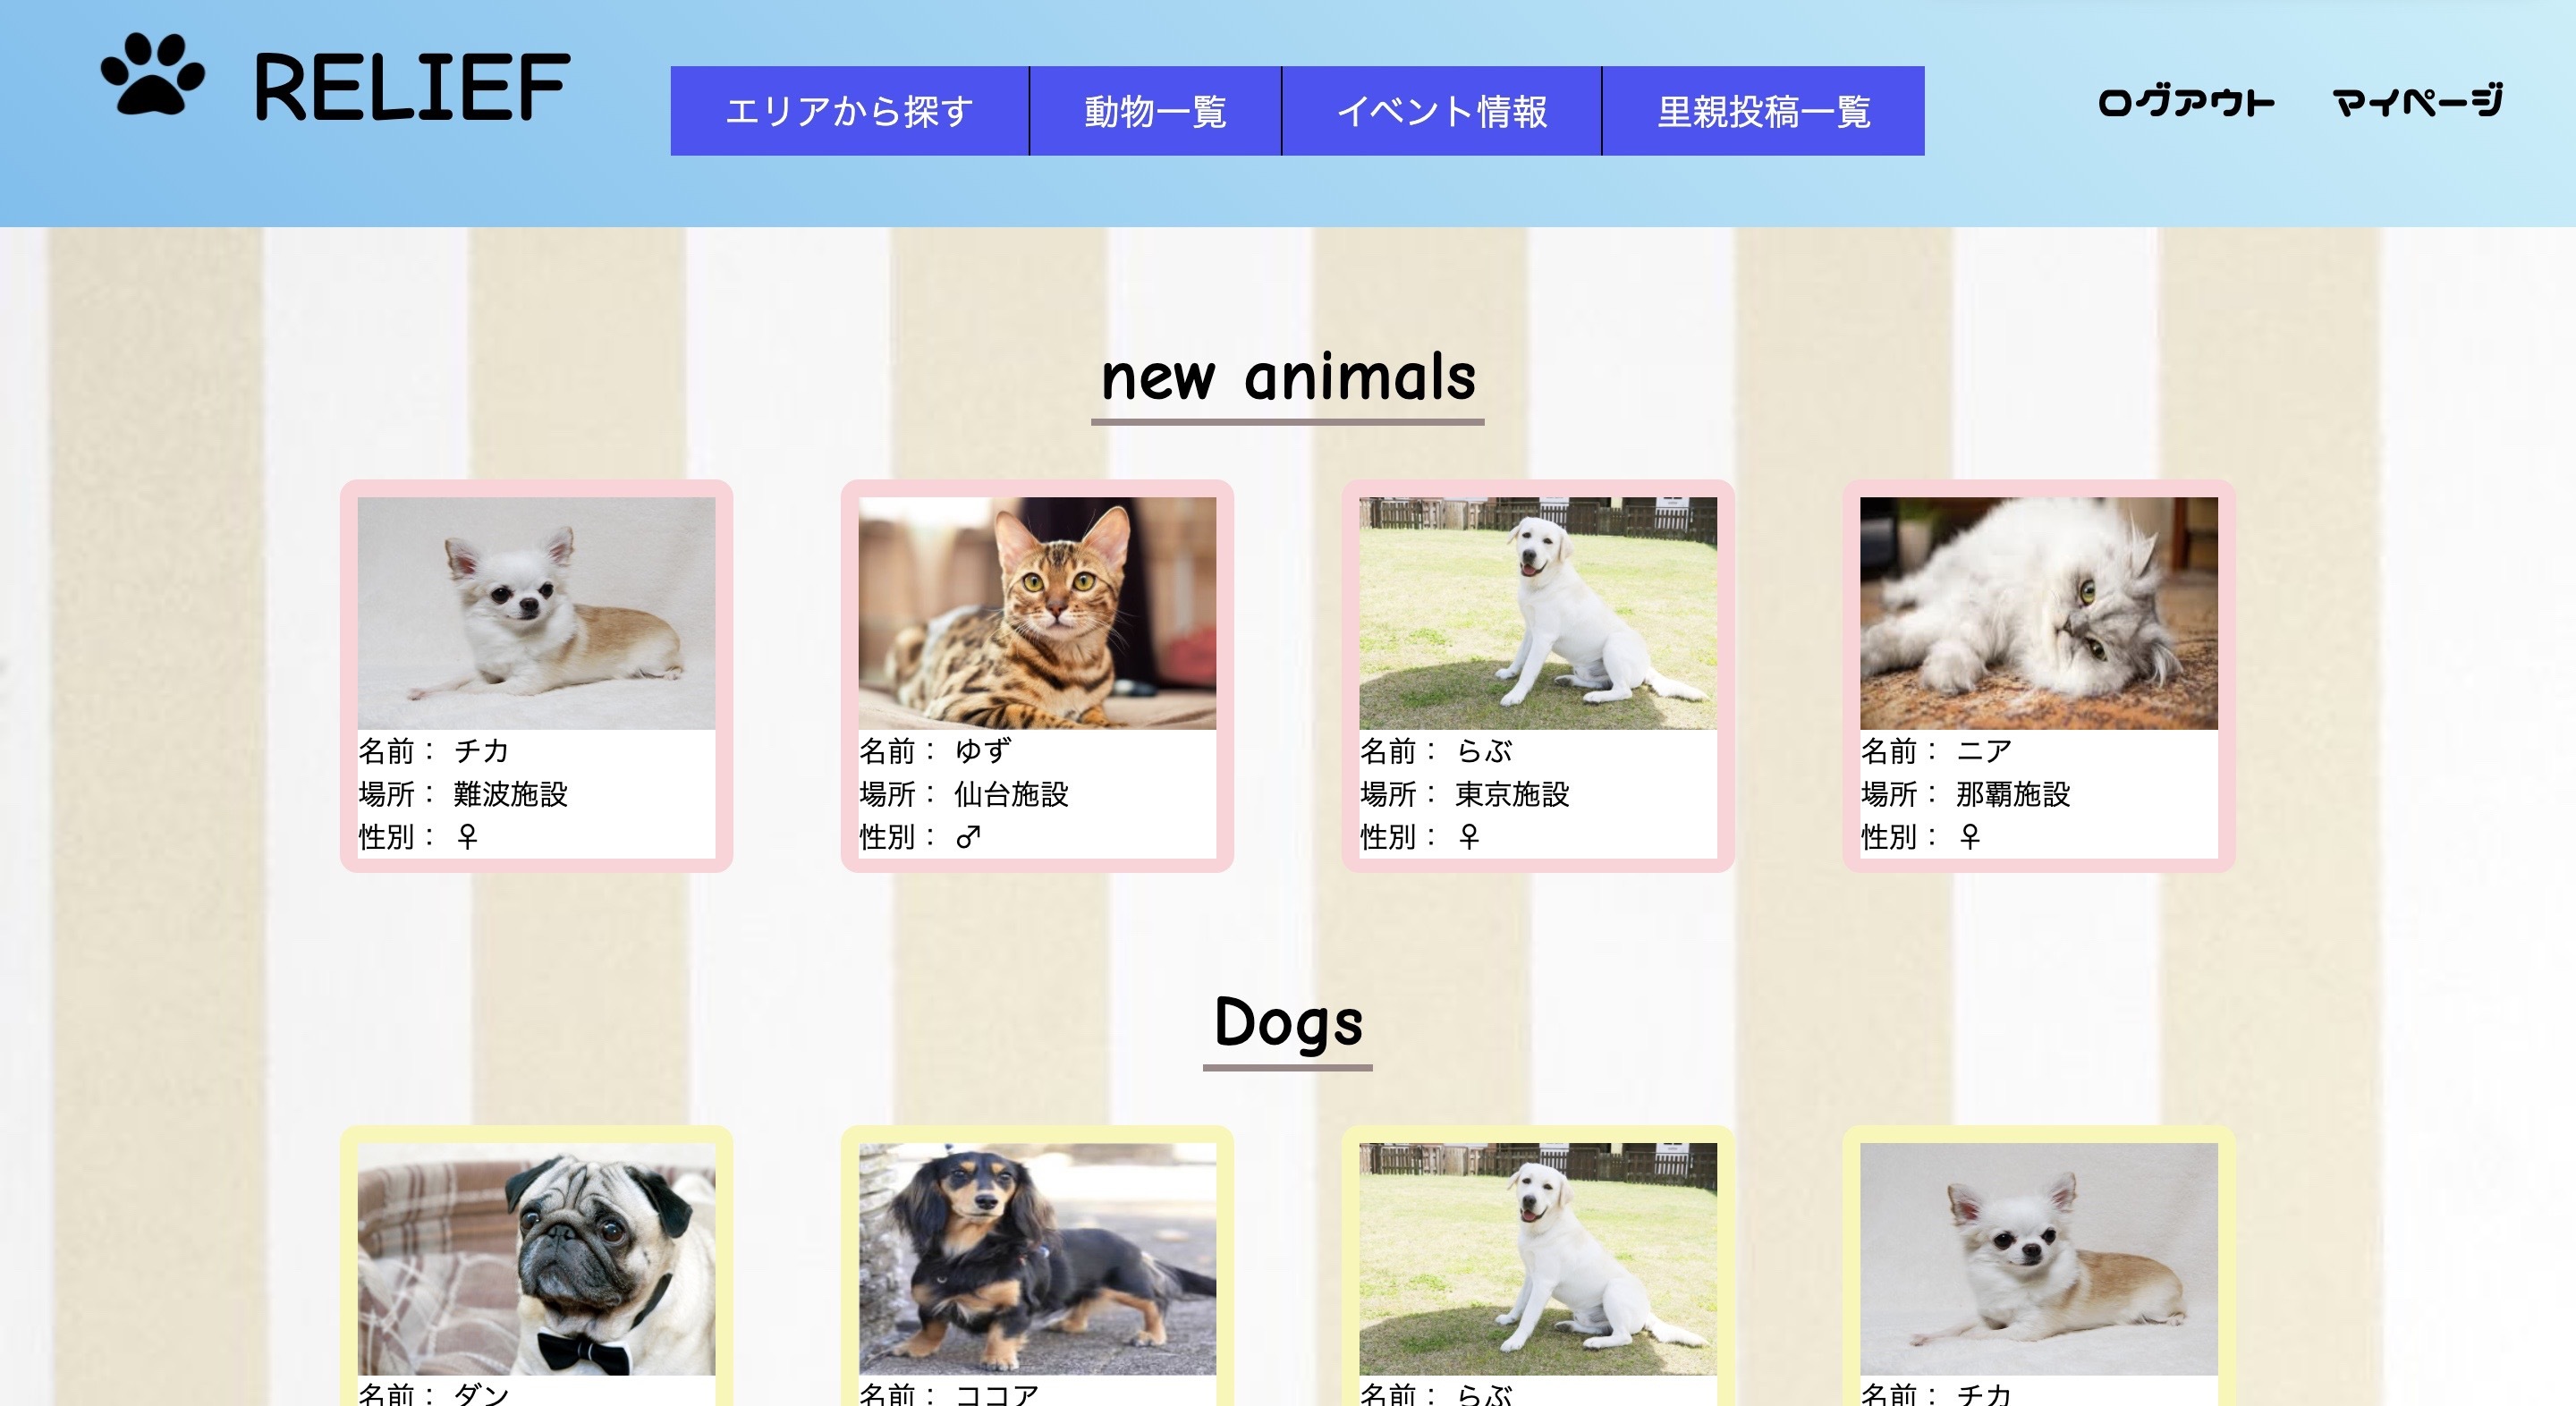 RELIEF
エリアから探す 動物一覧 イベント情報 里親投稿一覧
ログアウト マイページ
new animals
名前： チカ
場所： 難波施設
性別： ♀
名前： ゆず
場所： 仙台施設
性別： ♂
名前： らぶ
場所： 東京施設
性別： ♀
名前： ニア
場所： 那覇施設
性別： ♀
Dogs
名前： ダン
名前： ココア
名前： らぶ
名前： チカ